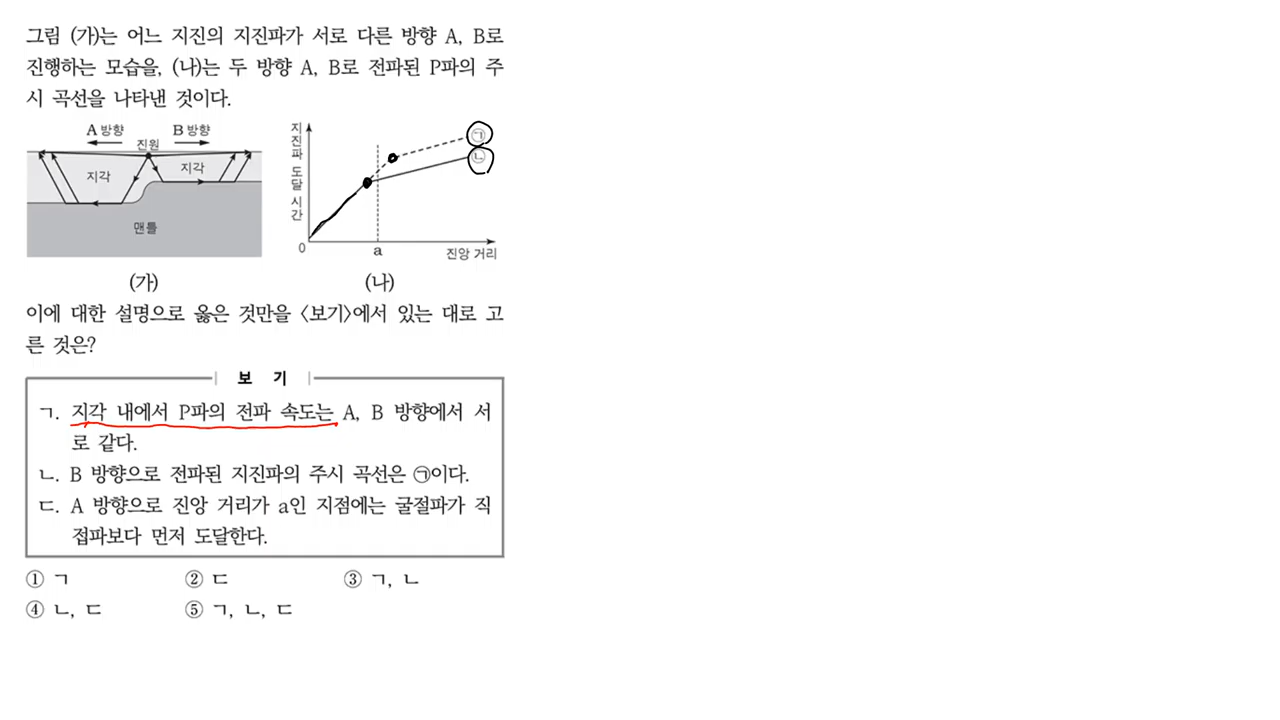 그림 (가)는 어느 지진의 지진파가 서로 다른 방향 A, B로
진행하는 모습을, (나)는 두 방향 A, B로 전파된 P파의 주
시 곡선을 나타낸 것이다.
A 방향
B 방향
진원
지각
지각
맨틀
(가)
지진파 도달 시간
㉠
㉡
0
a
진앙 거리
(나)
이에 대한 설명으로 옳은 것만을 〈보기〉에서 있는 대로 고
른 것은?
보 기
ㄱ. 지각 내에서 P파의 전파 속도는 A, B 방향에서 서
로 같다.
ㄴ. B 방향으로 전파된 지진파의 주시 곡선은 ㉠이다.
ㄷ. A 방향으로 진앙 거리가 a인 지점에는 굴절파가 직
접파보다 먼저 도달한다.
① ㄱ ② ㄷ ③ ㄱ, ㄴ
④ ㄴ, ㄷ ⑤ ㄱ, ㄴ, ㄷ